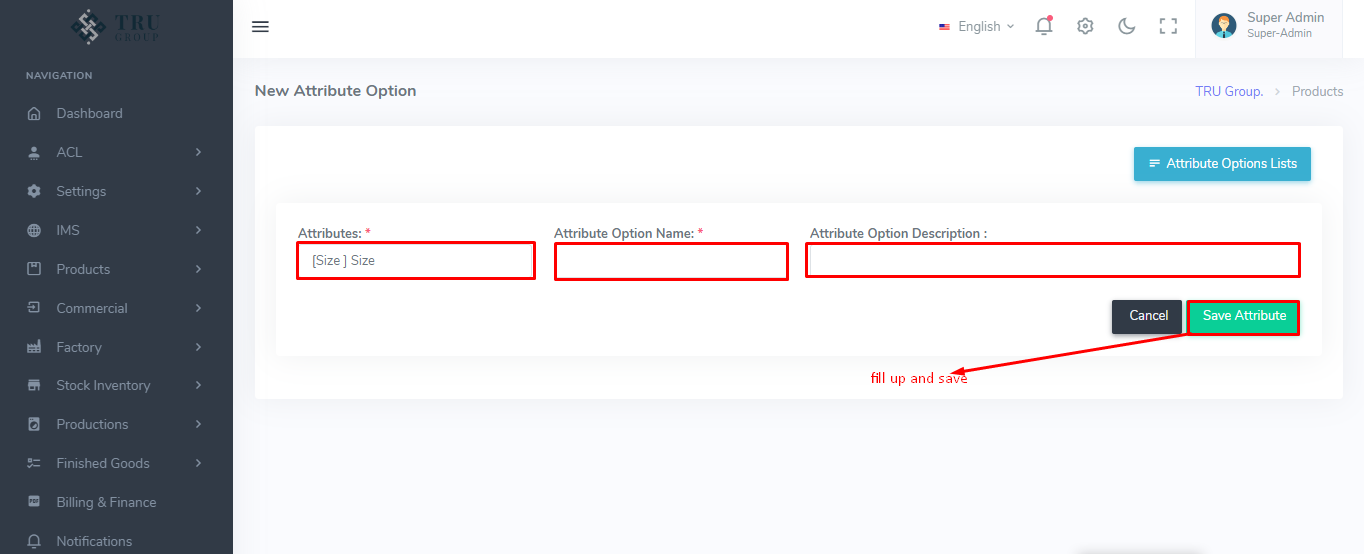 TRU
GROUP
English
Super Admin
Super-Admin
NAVIGATION
Dashboard
ACL
Settings
IMS
Products
Commercial
Factory
Stock Inventory
Productions
Finished Goods
Billing & Finance
Notifications
New Attribute Option
TRU Group. > Products
Attribute Options Lists
Attributes: * Attribute Option Name: * Attribute Option Description :
[Size ] Size
Cancel Save Attribute
fill up and save